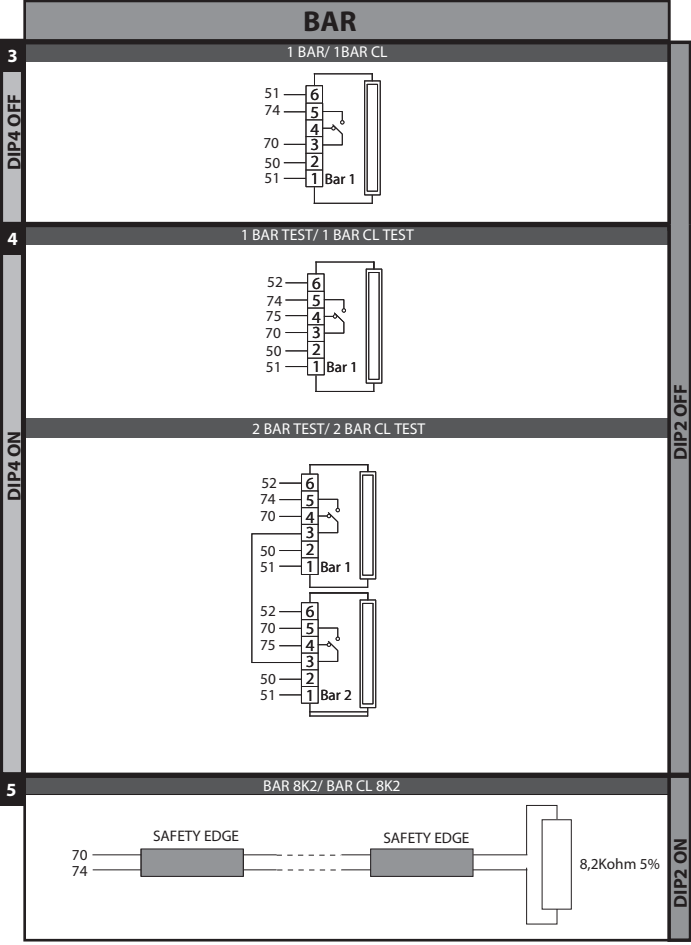 BAR
3
1 BAR/ 1BAR CL
DIP4 OFF
51 6
74 5
4
70 3
50 2
51 1 Bar 1
4
1 BAR TEST/ 1 BAR CL TEST
DIP4 ON
DIP2 OFF
52 6
74 5
75 4
70 3
50 2
51 1 Bar 1
2 BAR TEST/ 2 BAR CL TEST
52 6
74 5
70 4
3
50 2
51 1 Bar 1
52 6
70 5
75 4
3
50 2
51 1 Bar 2
5
BAR 8K2/ BAR CL 8K2
DIP2 ON
SAFETY EDGE SAFETY EDGE
70
74
8,2Kohm 5%